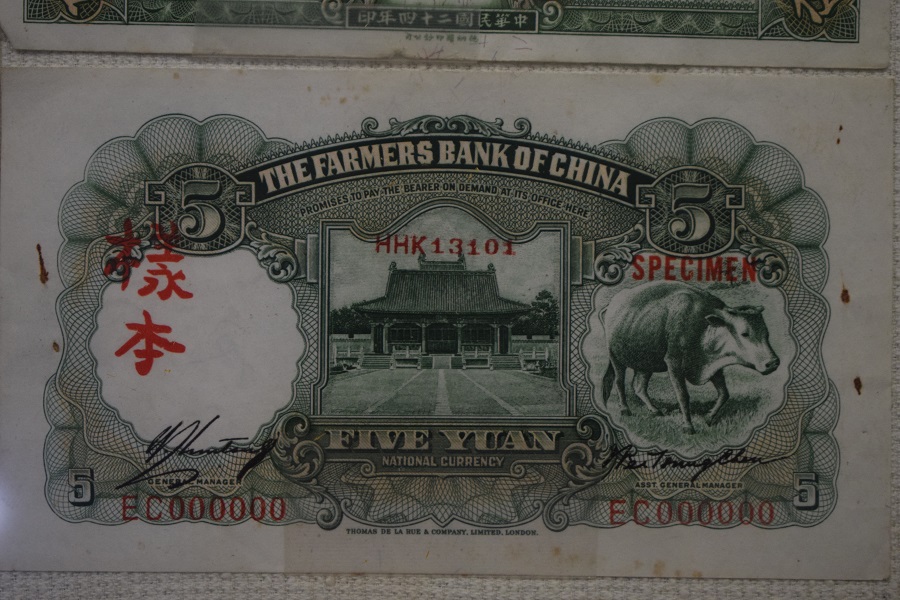 印年四十二國民華中
THE FARMERS BANK OF CHINA
PROMISES TO PAY THE BEARER ON DEMAND AT ITS OFFICE HERE
5
5
HHK13101
SPECIMEN
樣本
FIVE YUAN
NATIONAL CURRENCY
GENERAL MANAGER
ASST. GENERAL MANAGER
5
5
EC000000
EC000000
THOMAS DE LA RUE & COMPANY, LIMITED, LONDON.